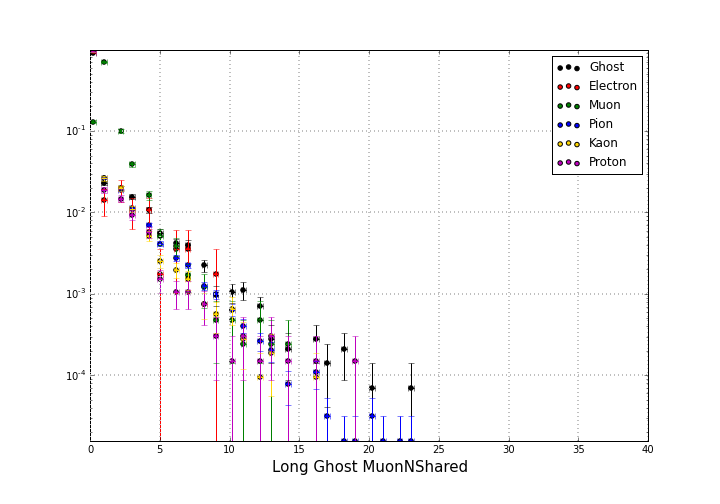 Ghost
Electron
Muon
Pion
Kaon
Proton
10⁻¹
10⁻²
10⁻³
10⁻⁴
0 5 10 15 20 25 30 35 40
Long Ghost MuonNShared